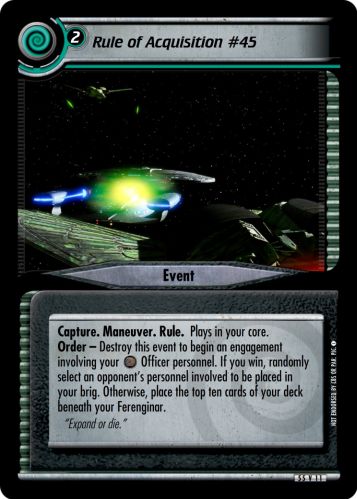 2 Rule of Acquisition #45
Event
Capture. Maneuver. Rule. Plays in your core.
Order – Destroy this event to begin an engagement
involving your Officer personnel. If you win, randomly
select an opponent's personnel involved to be placed in
your brig. Otherwise, place the top ten cards of your deck
beneath your Ferenginar.
"Expand or die."
NOT ENDORSED BY CBS OR PAR. PIC.
55 V 11